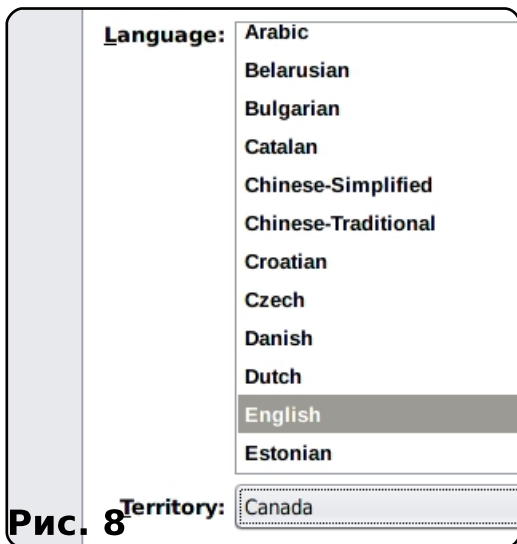 Language:
Arabic
Belarusian
Bulgarian
Catalan
Chinese-Simplified
Chinese-Traditional
Croatian
Czech
Danish
Dutch
English
Estonian
Territory: Canada
Рис. 8